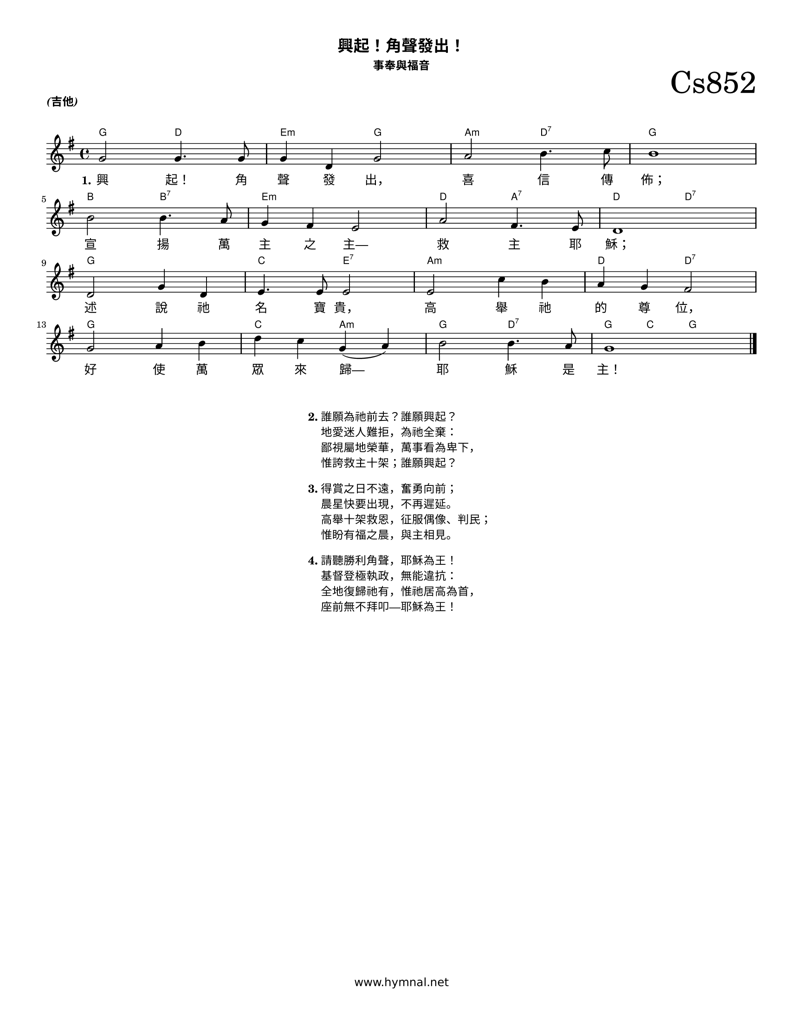 興起！角聲發出！
事奉與福音
Cs852
(吉他)
G D Em G Am D7 G
1. 興 起！ 角 聲 發 出， 喜 信 傳 佈；
5 B B7 Em D A7 D D7
宣 揚 萬 主 之 主— 救 主 耶 穌；
9 G C E7 Am D D7
述 說 祂 名 寶 貴， 高 舉 祂 的 尊 位，
13 G C Am G D7 G C G
好 使 萬 眾 來 歸— 耶 穌 是 主！
2. 誰願為祂前去？誰願興起？
地愛迷人難拒，為祂全棄：
鄙視屬地榮華，萬事看為卑下，
惟誇救主十架；誰願興起？
3. 得賞之日不遠，奮勇向前；
晨星快要出現，不再遲延。
高舉十架救恩，征服偶像、判民；
惟盼有福之晨，與主相見。
4. 請聽勝利角聲，耶穌為王！
基督登極執政，無能違抗：
全地復歸祂有，惟祂居高為首，
座前無不拜叩—耶穌為王！
www.hymnal.net